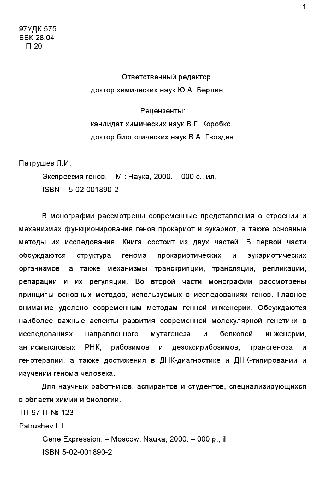 1
97УДК 575
ББК 28.04
П 20
Ответственный редактор
доктор химических наук Ю.А. Берлин
Рецензенты:
кандидат химических наук В.Г. Коробко
доктор биологических наук В.А. Гвоздев
Патрушев Л.И.
Экспрессия генов. – М.: Наука, 2000. – 000 с., ил.
ISBN – 5-02-001890-2
В монографии рассмотрены современные представления о строении и
механизмах функционирования генов прокариот и эукариот, а также основные
методы их исследования. Книга состоит из двух частей. В первой части
обсуждаются структура генома прокариотических и эукариотических
организмов, а также механизмы транскрипции, трансляции, репликации,
репарации и их регуляции. Во второй части монографии рассмотрены
принципы основных методов, используемых в исследованиях генов. Главное
внимание уделено современным методам генной инженерии. Обсуждаются
наиболее важные аспекты развития современной молекулярной генетики в
исследованиях направленного мутагенеза и белковой инженерии,
антисмысловых РНК, рибозимов и дезоксирибозимов, трансгеноза и
генотерапии, а также достижения в ДНК-диагностике и ДНК-типировании и
изучении генома человека.
Для научных работников, аспирантов и студентов, специализирующихся
в области химии и биологии.
ТП-97-II-№ 123
Patrushev L.I.
Gene Expression. – Moscow: Nauka, 2000. – 000 p., il
ISBN 5-02-001890-2